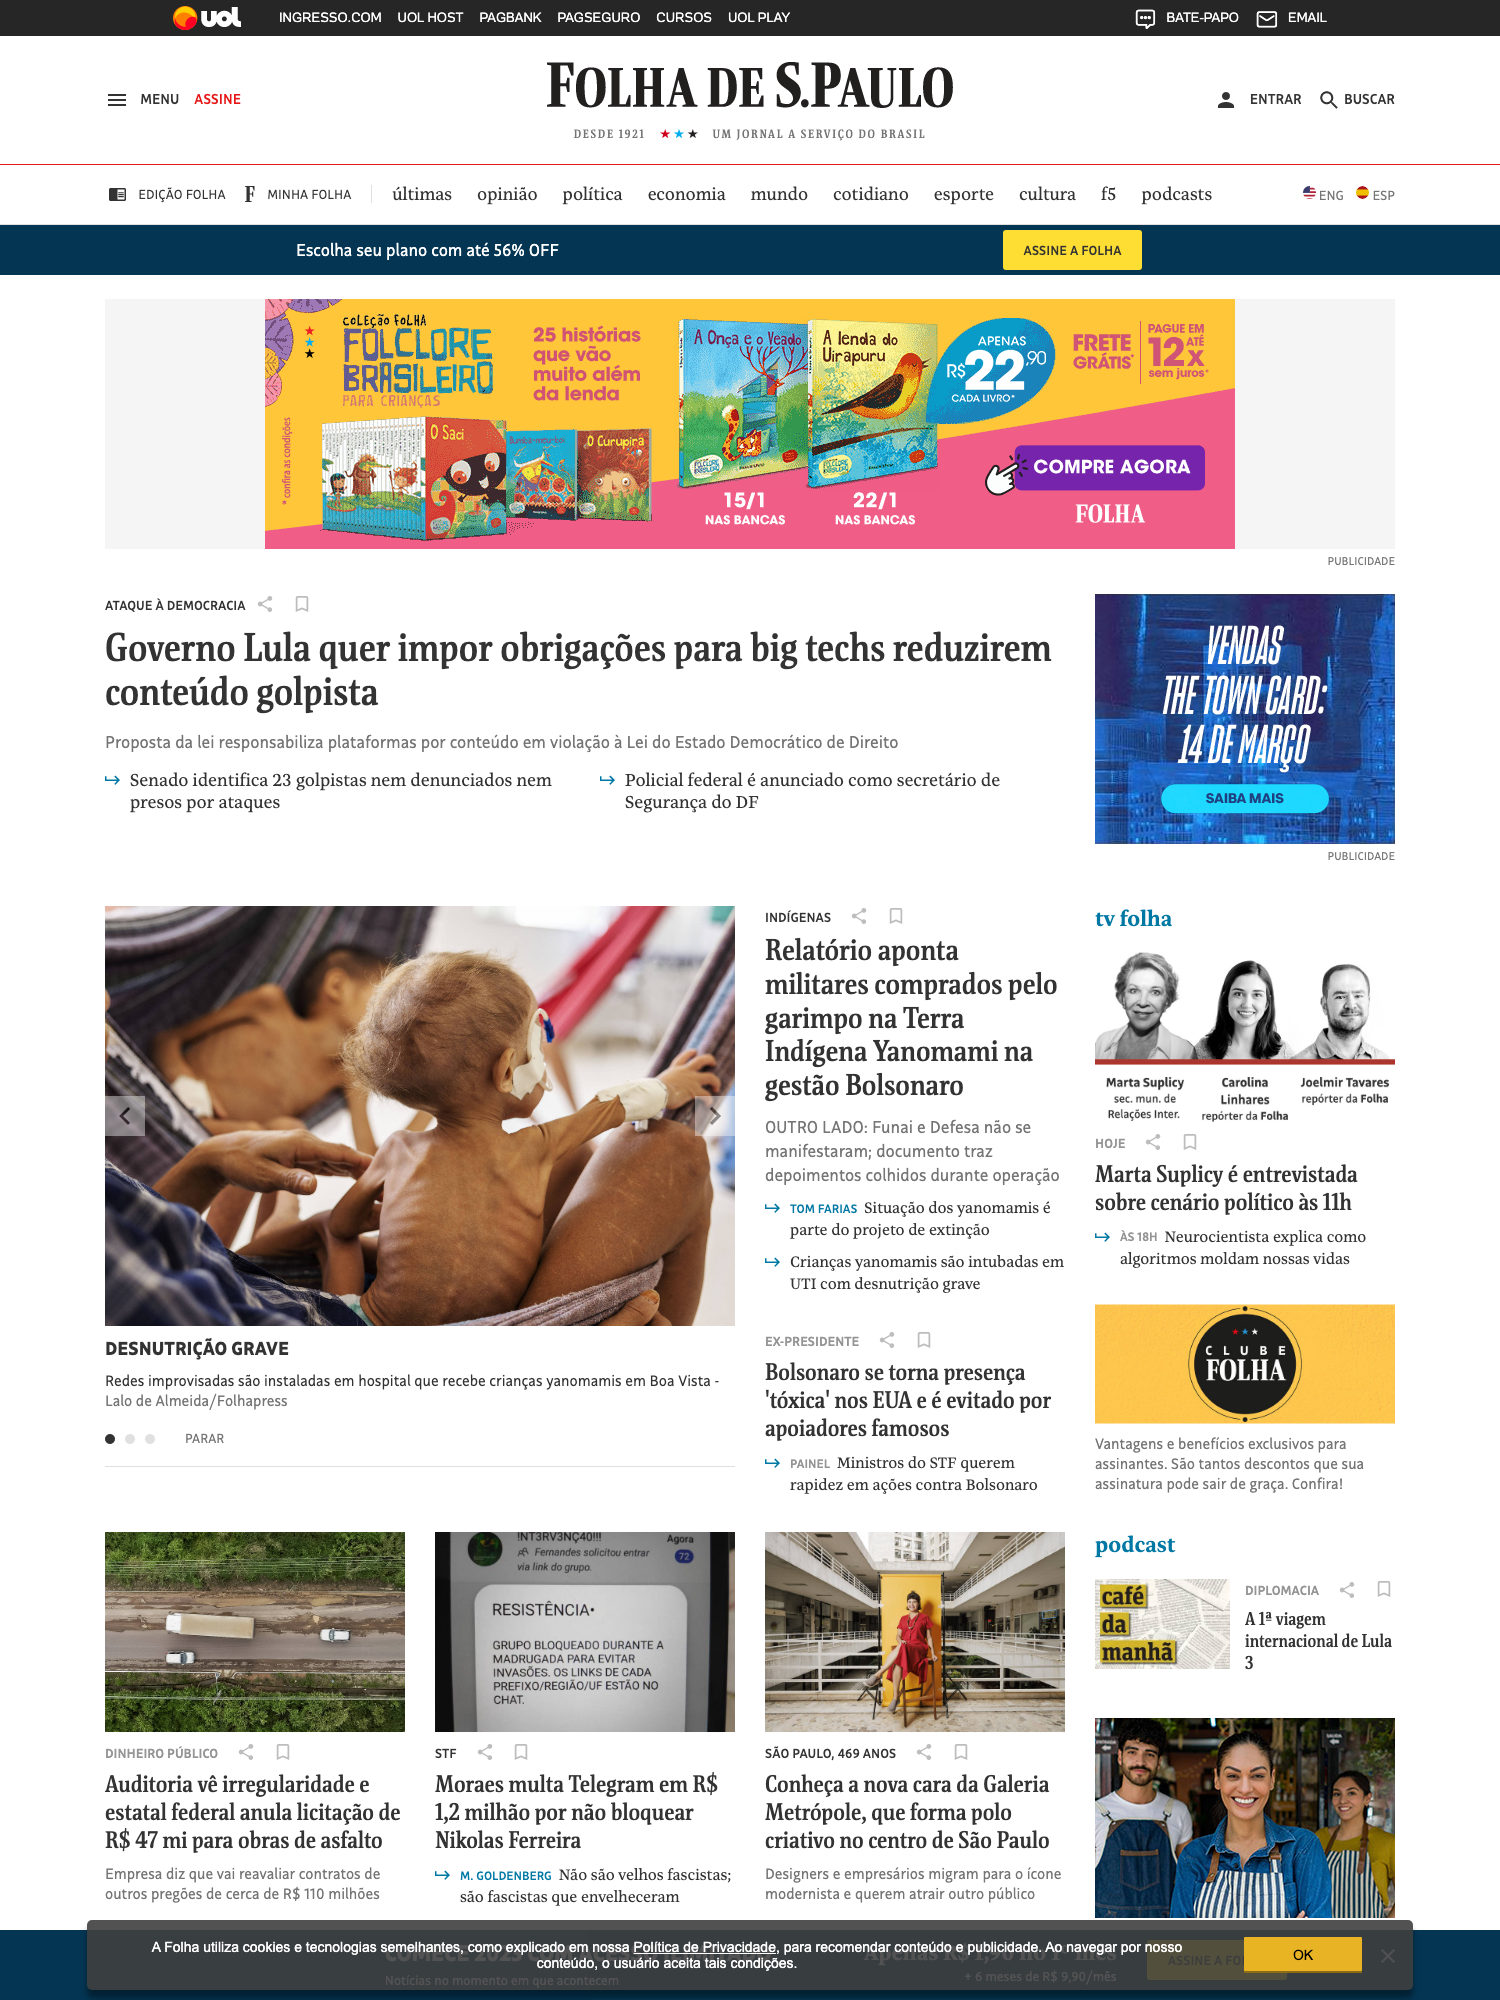 uol INGRESSO.COM UOL HOST PAGBANK PAGSEGURO CURSOS UOL PLAY BATE-PAPO EMAIL
MENU ASSINE
FOLHA DE S.PAULO
DESDE 1921 ★★★ UM JORNAL A SERVIÇO DO BRASIL
ENTRAR BUSCAR
EDIÇÃO FOLHA F MINHA FOLHA últimas opinião política economia mundo cotidiano esporte cultura f5 podcasts ENG ESP
Escolha seu plano com até 56% OFF ASSINE A FOLHA
COLEÇÃO FOLHA
FOLCLORE
BRASILEIRO
PARA CRIANÇAS
* confira as condições
O Saci
Bumba-meu-boi
O Curupira
25 histórias
que vão
muito além
da lenda
A Onça e o Veado
15/1
NAS BANCAS
A lenda do
Uirapuru
22/1
NAS BANCAS
APENAS
R$22,90
CADA LIVRO*
FRETE
GRÁTIS*
PAGUE EM
ATÉ
12x
sem juros*
COMPRE AGORA
FOLHA
PUBLICIDADE
ATAQUE À DEMOCRACIA
Governo Lula quer impor obrigações para big techs reduzirem
conteúdo golpista
Proposta da lei responsabiliza plataformas por conteúdo em violação à Lei do Estado Democrático de Direito
Senado identifica 23 golpistas nem denunciados nem
presos por ataques
Policial federal é anunciado como secretário de
Segurança do DF
VENDAS
THE TOWN CARD:
14 DE MARÇO
SAIBA MAIS
PUBLICIDADE
DESNUTRIÇÃO GRAVE
Redes improvisadas são instaladas em hospital que recebe crianças yanomamis em Boa Vista -
Lalo de Almeida/Folhapress
PARAR
INDÍGENAS
Relatório aponta
militares comprados pelo
garimpo na Terra
Indígena Yanomami na
gestão Bolsonaro
OUTRO LADO: Funai e Defesa não se
manifestaram; documento traz
depoimentos colhidos durante operação
TOM FARIAS Situação dos yanomamis é
parte do projeto de extinção
Crianças yanomamis são intubadas em
UTI com desnutrição grave
EX-PRESIDENTE
Bolsonaro se torna presença
'tóxica' nos EUA e é evitado por
apoiadores famosos
PAINEL Ministros do STF querem
rapidez em ações contra Bolsonaro
tv folha
Marta Suplicy
sec. mun. de
Relações Inter.
Carolina
Linhares
repórter da Folha
Joelmir Tavares
repórter da Folha
HOJE
Marta Suplicy é entrevistada
sobre cenário político às 11h
ÀS 18H Neurocientista explica como
algoritmos moldam nossas vidas
CLUBE
FOLHA
Vantagens e benefícios exclusivos para
assinantes. São tantos descontos que sua
assinatura pode sair de graça. Confira!
DINHEIRO PÚBLICO
Auditoria vê irregularidade e
estatal federal anula licitação de
R$ 47 mi para obras de asfalto
Empresa diz que vai reavaliar contratos de
outros pregões de cerca de R$ 110 milhões
!NT3RV3NÇ40!!! Agora
Fernandes solicitou entrar 72
via link do grupo.
RESISTÊNCIA•
GRUPO BLOQUEADO DURANTE A
MADRUGADA PARA EVITAR
INVASÕES. OS LINKS DE CADA
PREFIXO/REGIÃO/UF ESTÃO NO
CHAT.
STF
Moraes multa Telegram em R$
1,2 milhão por não bloquear
Nikolas Ferreira
M. GOLDENBERG Não são velhos fascistas;
são fascistas que envelheceram
SÃO PAULO, 469 ANOS
Conheça a nova cara da Galeria
Metrópole, que forma polo
criativo no centro de São Paulo
Designers e empresários migram para o ícone
modernista e querem atrair outro público
podcast
café
da
manhã
DIPLOMACIA
A 1ª viagem
internacional de Lula
3
A Folha utiliza cookies e tecnologias semelhantes, como explicado em nossa Política de Privacidade, para recomendar conteúdo e publicidade. Ao navegar por nosso
conteúdo, o usuário aceita tais condições.
OK
Notícias no momento em que acontecem
+ 6 meses de R$ 9,90/mês